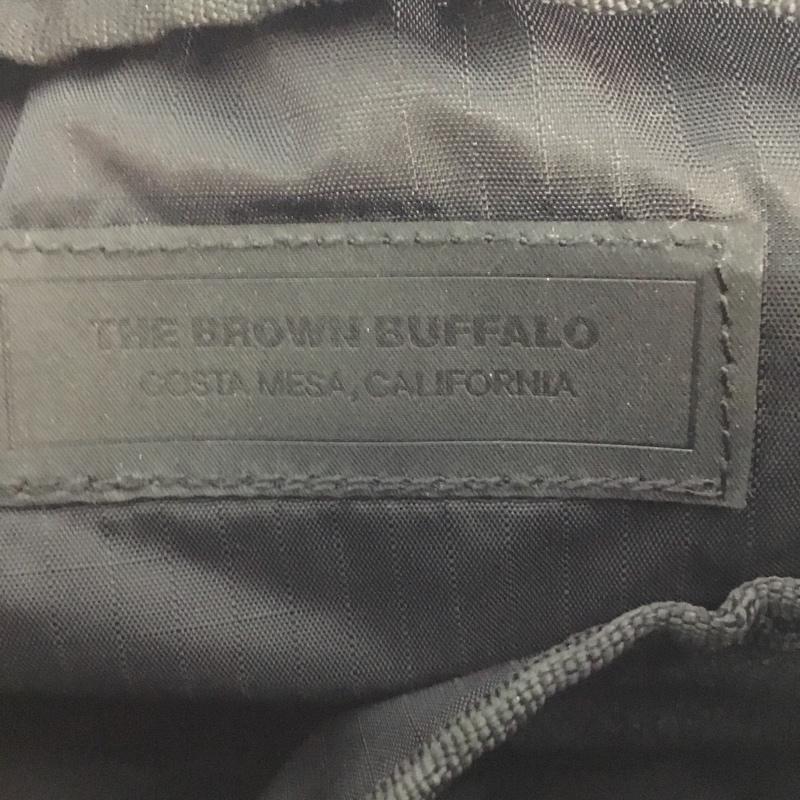 THE BROWN BUFFALO
COSTA MESA, CALIFORNIA